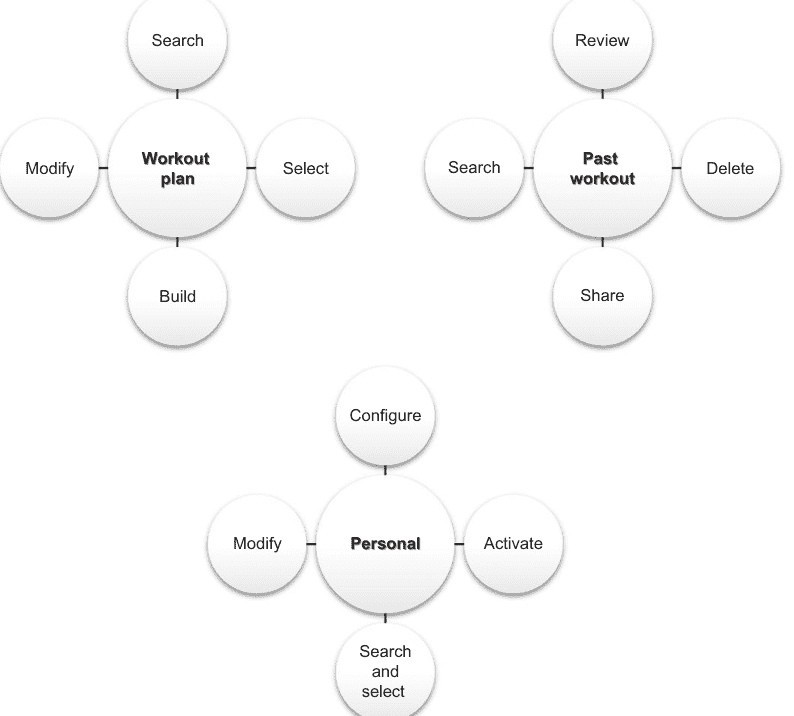 Search
Modify
Workout
plan
Select
Build
Review
Search
Past
workout
Delete
Share
Configure
Modify
Personal
Activate
Search
and
select